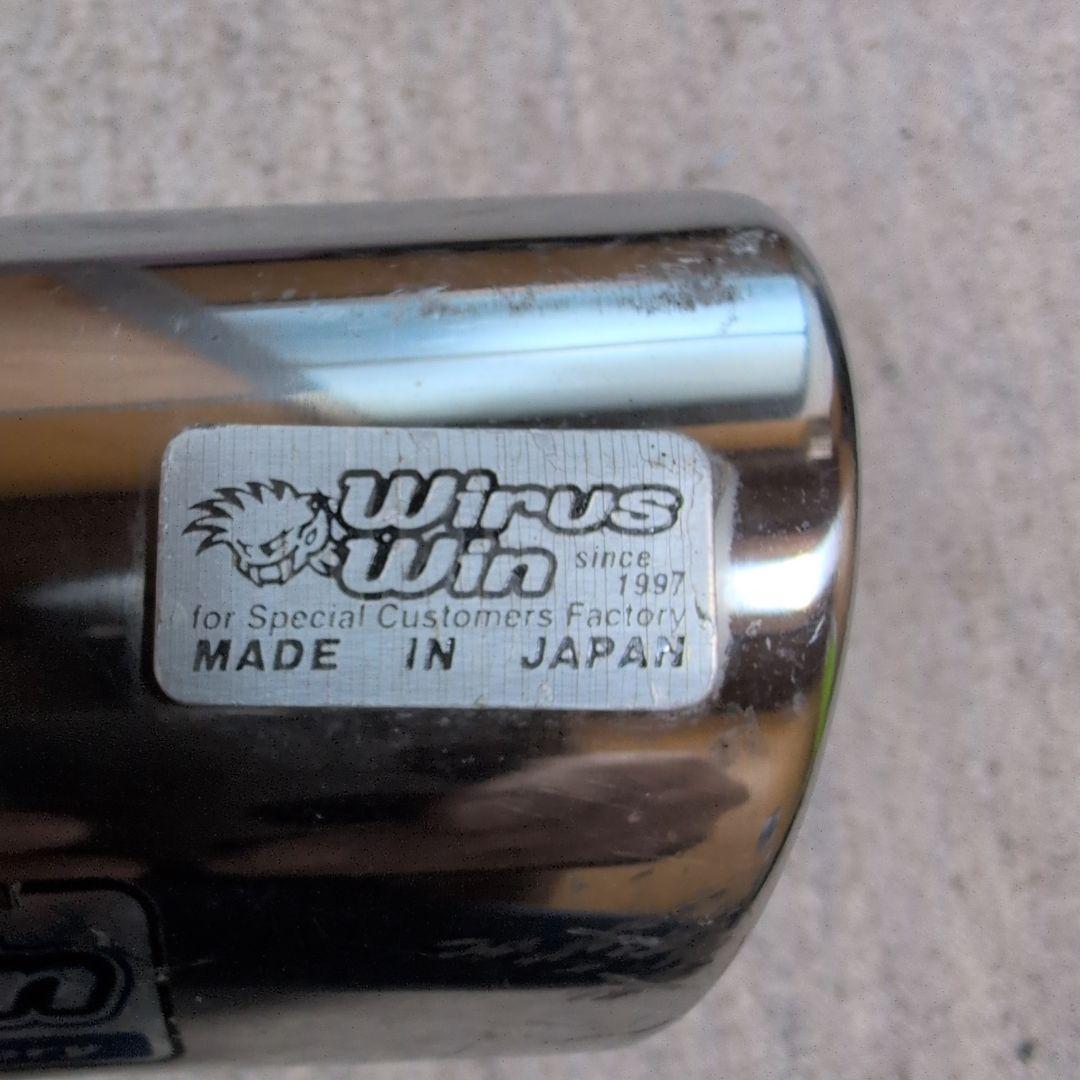 Wirus
Win
since
1997
for Special Customers Factory
MADE IN JAPAN